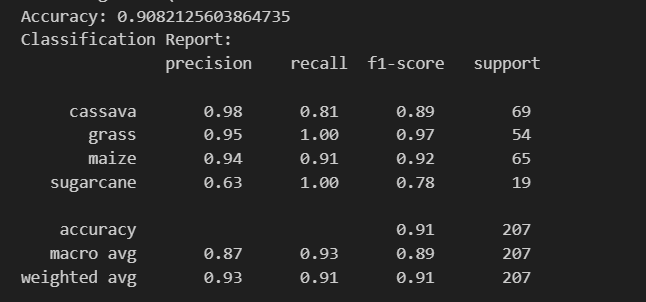 Accuracy: 0.9082125603864735
Classification Report:
precision recall f1-score support
cassava 0.98 0.81 0.89 69
grass 0.95 1.00 0.97 54
maize 0.94 0.91 0.92 65
sugarcane 0.63 1.00 0.78 19
accuracy 0.91 207
macro avg 0.87 0.93 0.89 207
weighted avg 0.93 0.91 0.91 207